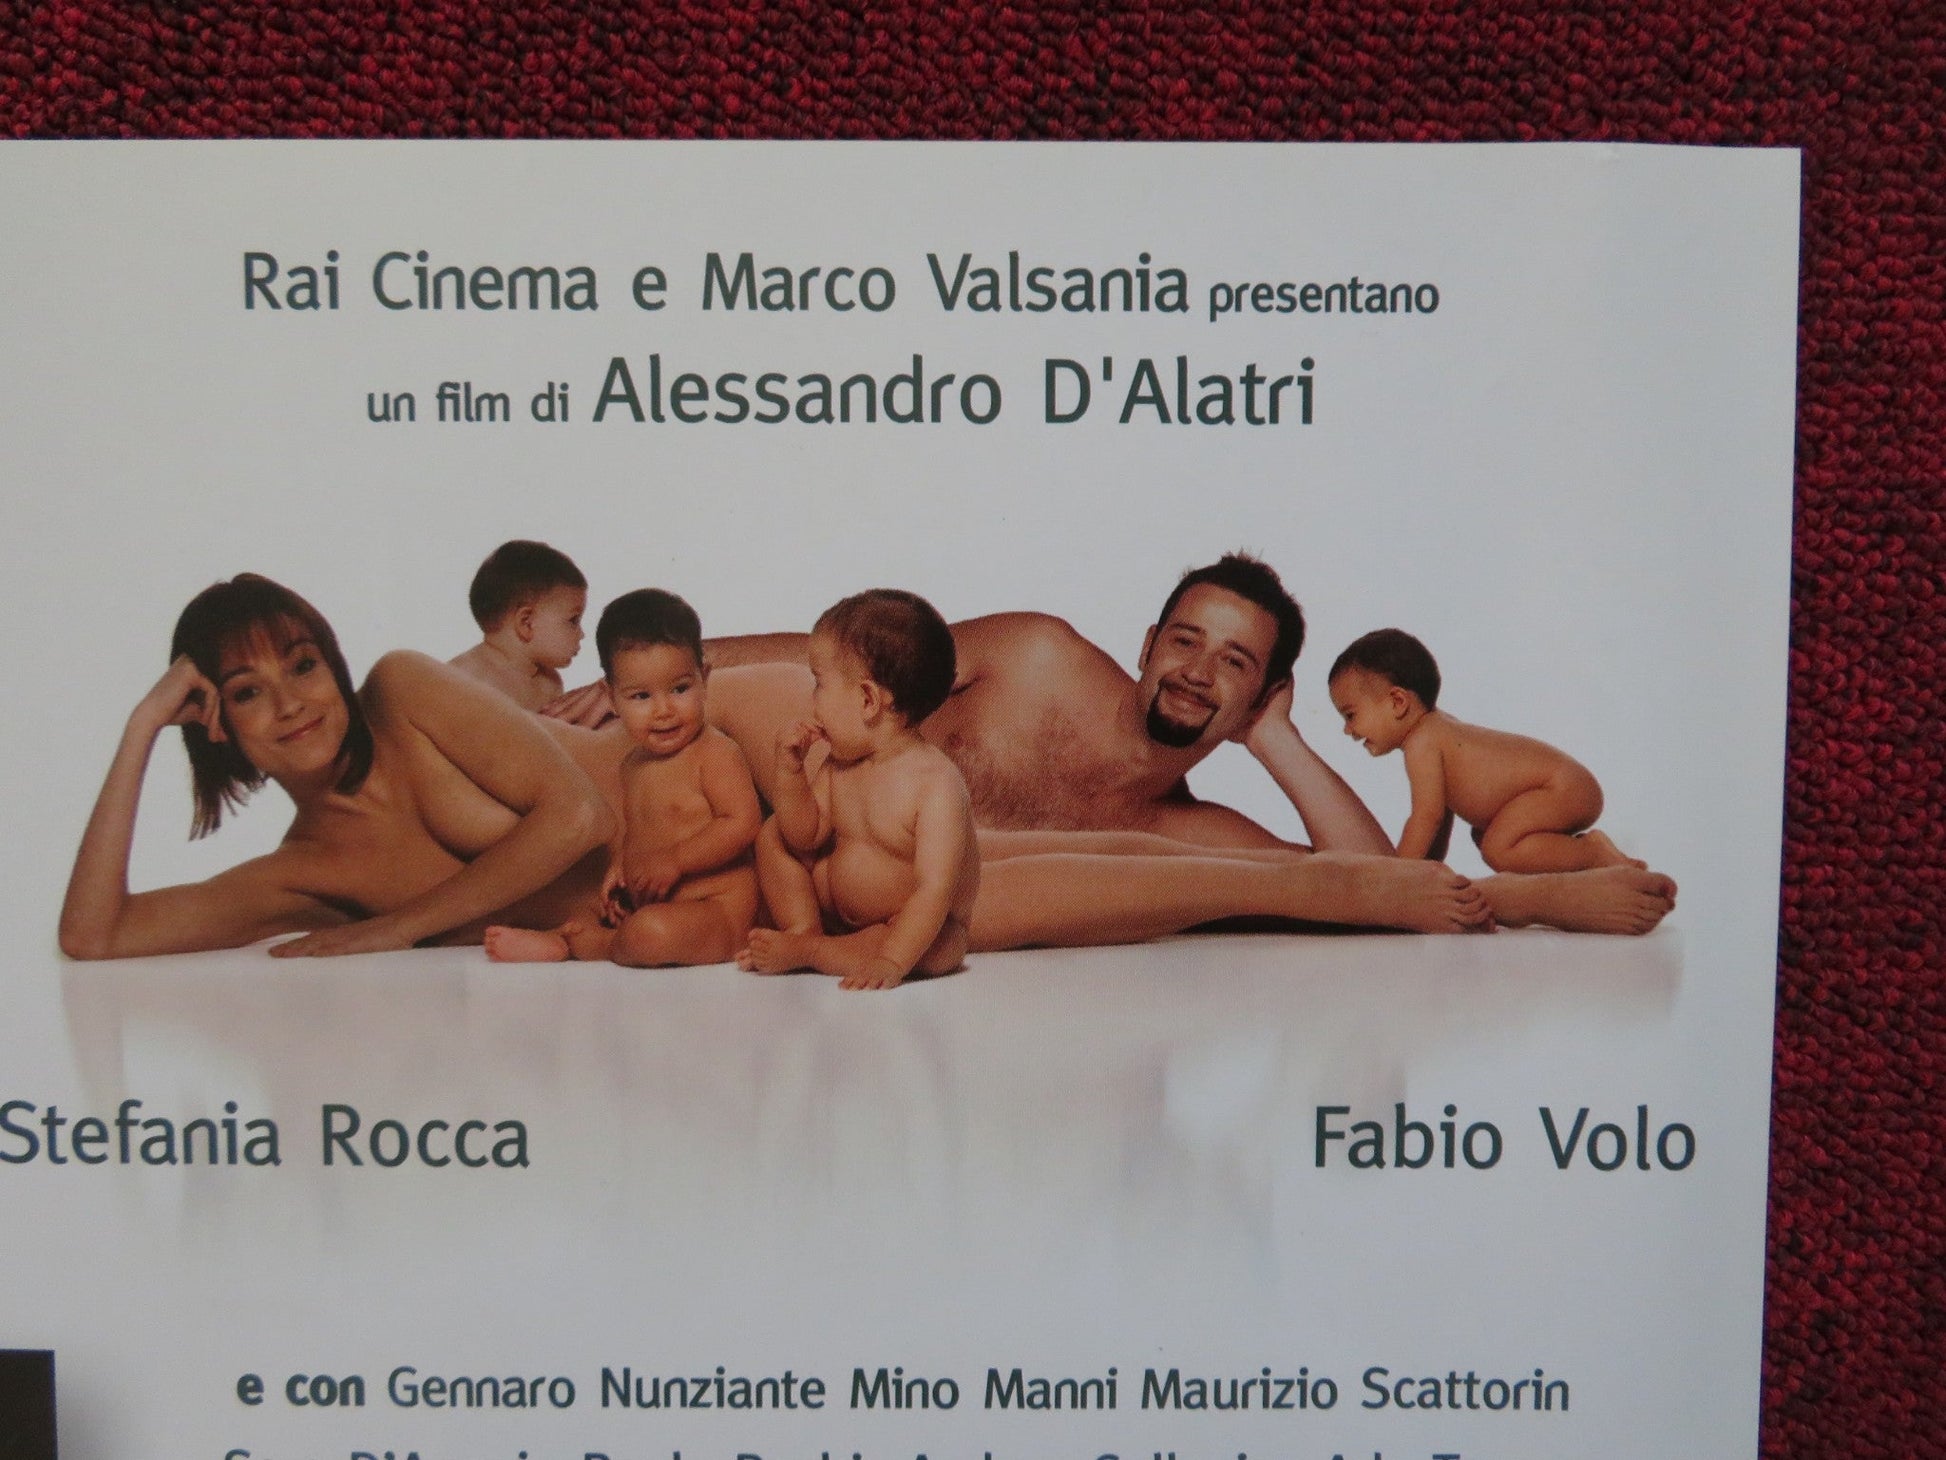 Rai Cinema e Marco Valsania presentano
un film di Alessandro D'Alatri
Stefania Rocca
Fabio Volo
e con Gennaro Nunziante Mino Manni Maurizio Scattorin